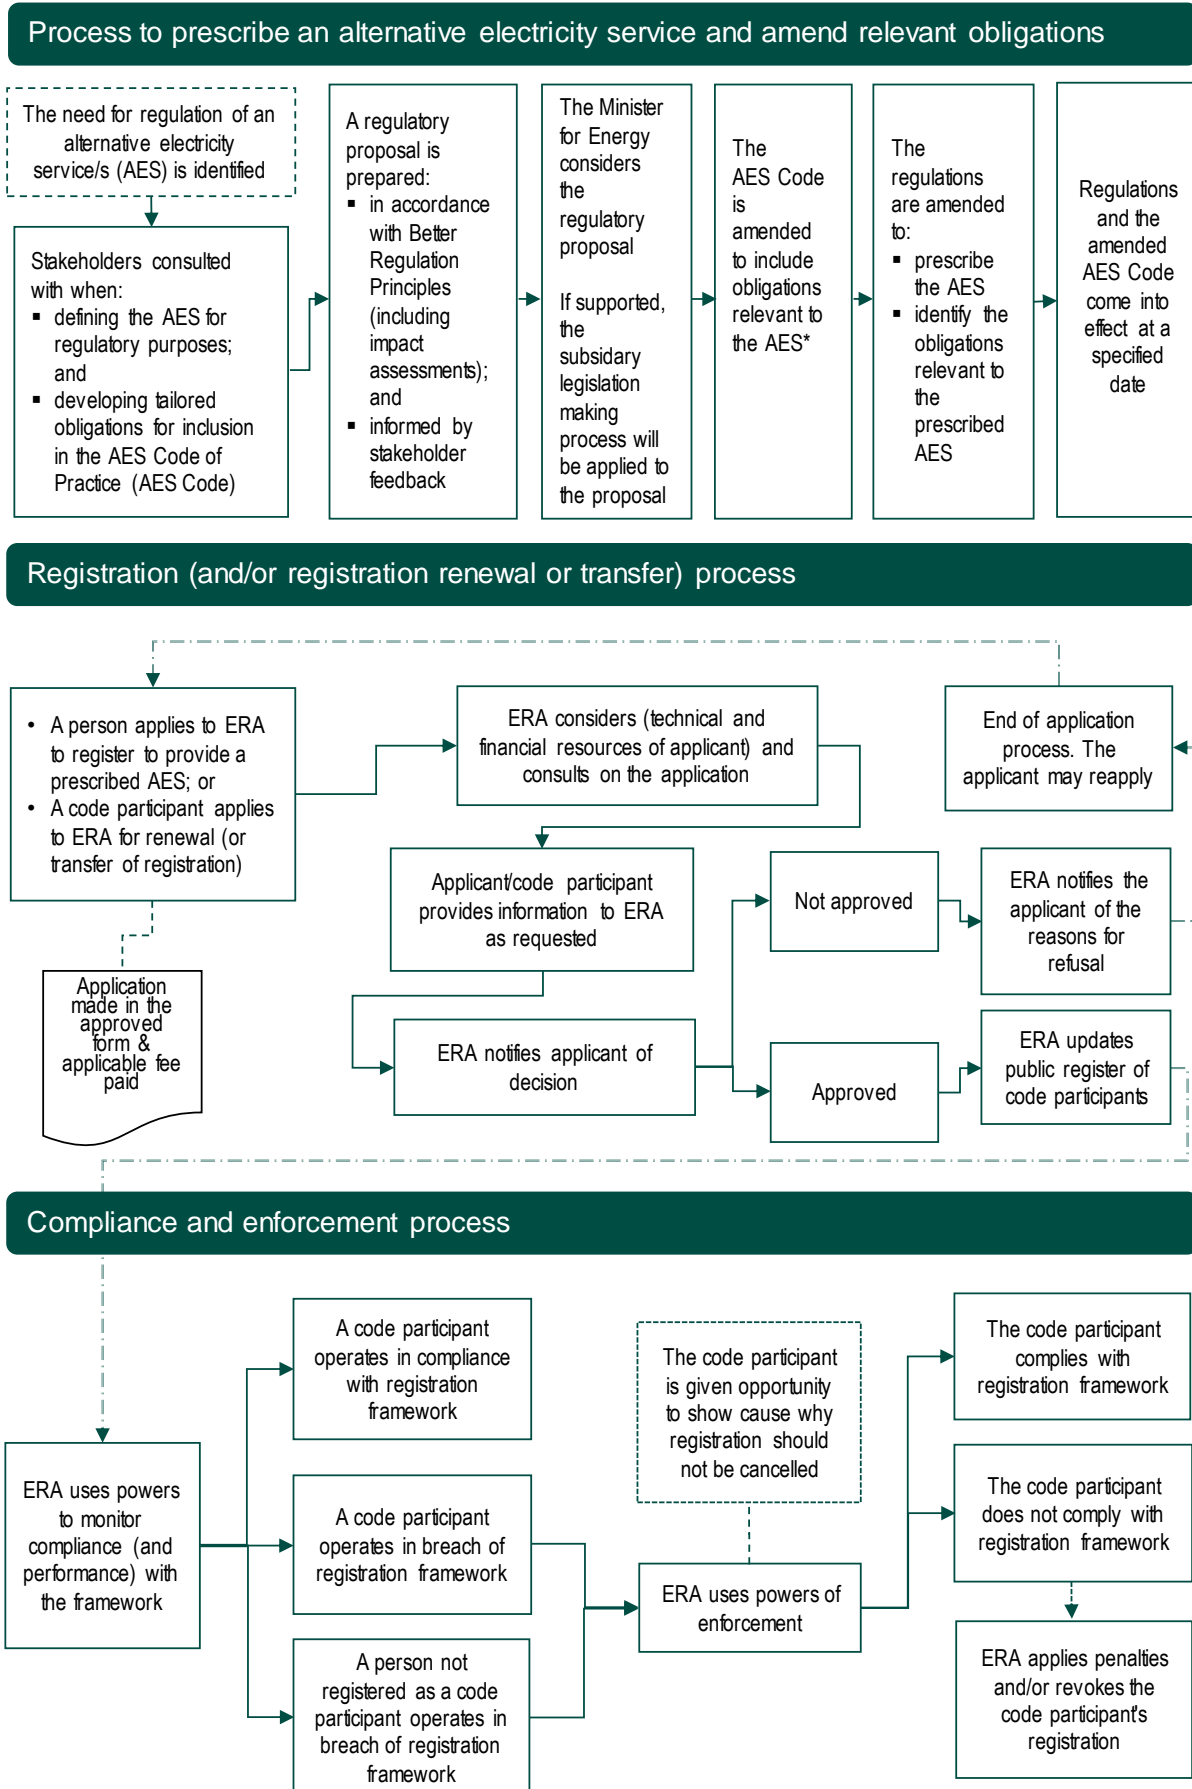 Process to prescribe an alternative electricity service and amend relevant obligations
The need for regulation of an
alternative electricity
service/s (AES) is identified
Stakeholders consulted
with when:
▪ defining the AES for
regulatory purposes;
and
▪ developing tailored
obligations for inclusion
in the AES Code of
Practice (AES Code)
A regulatory
proposal is
prepared:
▪ in accordance
with Better
Regulation
Principles
(including
impact
assessments);
and
▪ informed by
stakeholder
feedback
The Minister
for Energy
considers
the
regulatory
proposal
If supported,
the
subsidary
legislation
making
process will
be applied to
the proposal
The
AES Code
is
amended
to include
obligations
relevant to
the AES*
The
regulations
are amended
to:
▪ prescribe
the AES
▪ identify the
obligations
relevant to
the
prescribed
AES
Regulations
and the
amended
AES Code
come into
effect at a
specified
date
Registration (and/or registration renewal or transfer) process
• A person applies to ERA
to register to provide a
prescribed AES; or
• A code participant applies
to ERA for renewal (or
transfer of registration)
Application
made in the
approved
form &
applicable fee
paid
ERA considers (technical and
financial resources of applicant) and
consults on the application
Applicant/code participant
provides information to ERA
as requested
ERA notifies applicant of
decision
Not approved
Approved
ERA notifies the
applicant of the
reasons for
refusal
ERA updates
public register of
code participants
End of application
process. The
applicant may reapply
Compliance and enforcement process
ERA uses powers
to monitor
compliance (and
performance) with
the framework
A code participant
operates in compliance
with registration
framework
A code participant
operates in breach of
registration framework
A person not
registered as a code
participant operates in
breach of registration
framework
The code participant
is given opportunity
to show cause why
registration should
not be cancelled
ERA uses powers of
enforcement
The code participant
complies with
registration framework
The code participant
does not comply with
registration framework
ERA applies penalties
and/or revokes the
code participant's
registration